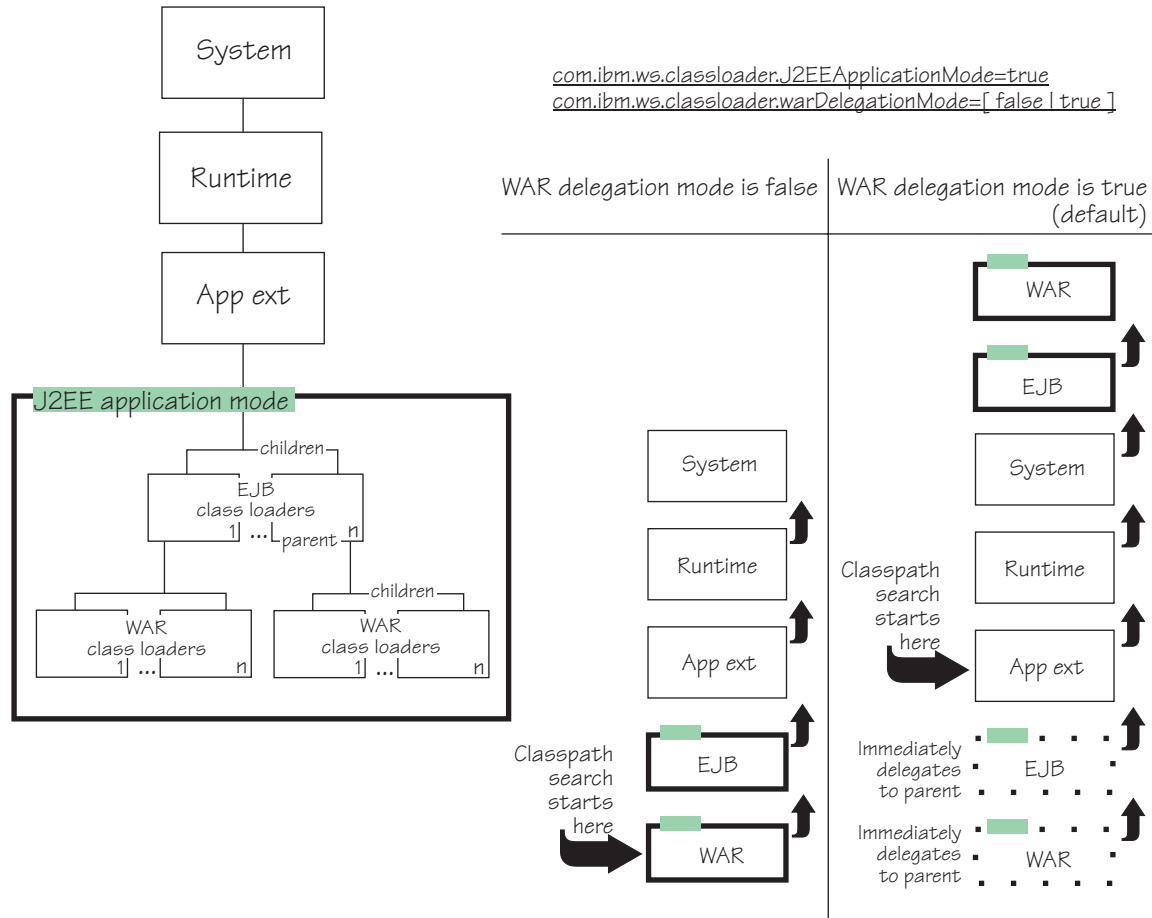 System
Runtime
App ext
J2EE application mode
children
EJB
class loaders
1 ... n
parent
children
WAR
class loaders
1 ... n
WAR
class loaders
1 ... n
com.ibm.ws.classloader.J2EEApplicationMode=true
com.ibm.ws.classloader.warDelegationMode=[ false | true ]
WAR delegation mode is false
System
Runtime
App ext
EJB
WAR
Classpath
search
starts
here
WAR delegation mode is true
(default)
WAR
EJB
System
Runtime
App ext
Classpath
search
starts
here
Immediately
delegates
to parent
EJB
Immediately
delegates
to parent
WAR